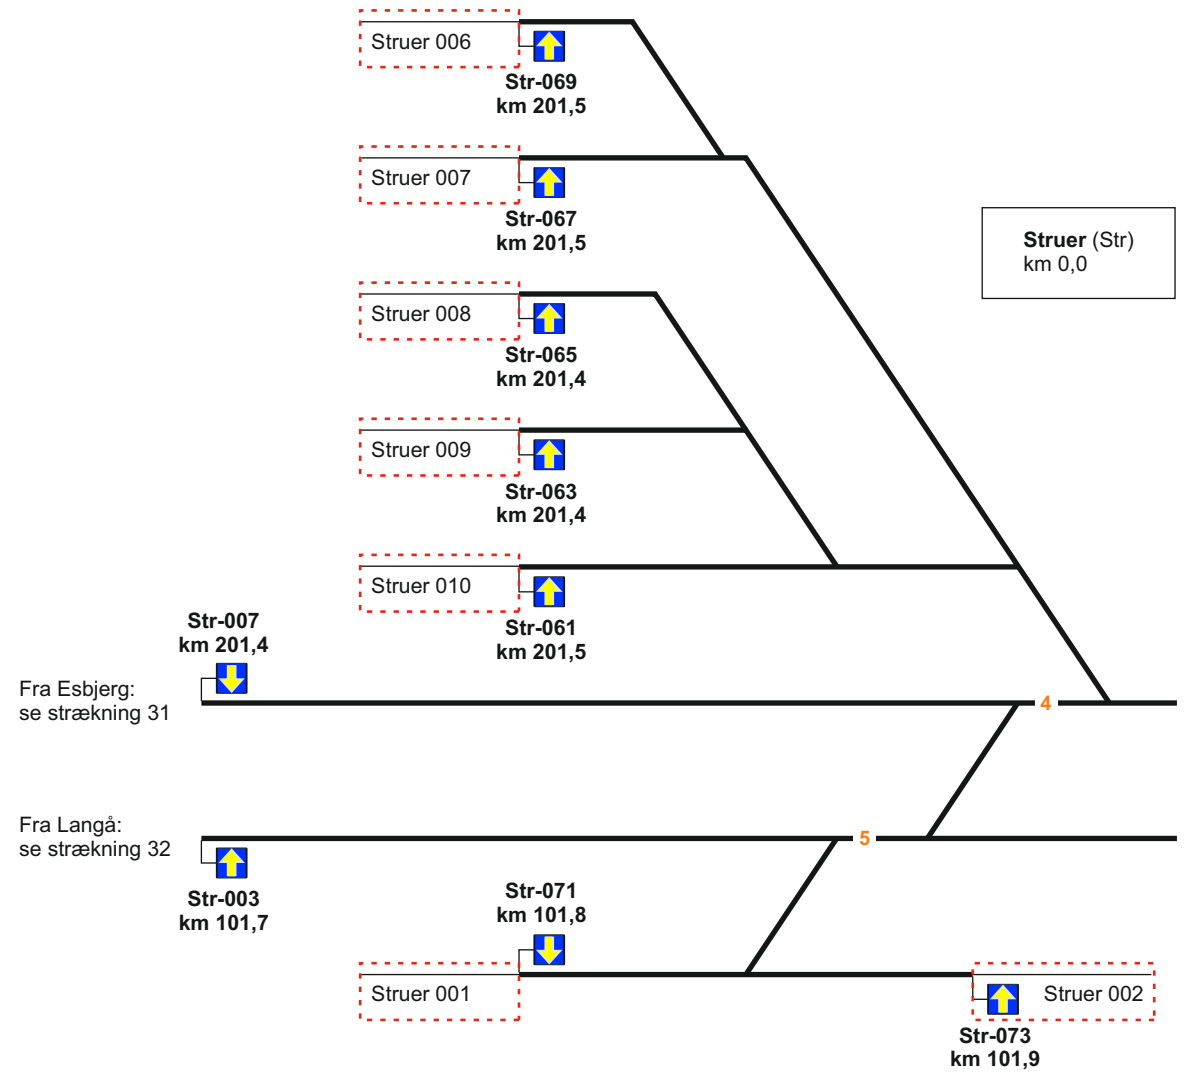 Struer 006
Str-069
km 201,5
Struer 007
Str-067
km 201,5
Struer (Str)
km 0,0
Struer 008
Str-065
km 201,4
Struer 009
Str-063
km 201,4
Struer 010
Str-061
km 201,5
Str-007
km 201,4
Fra Esbjerg:
se strækning 31
4
Fra Langå:
se strækning 32
5
Str-003
km 101,7
Str-071
km 101,8
Struer 001
Struer 002
Str-073
km 101,9